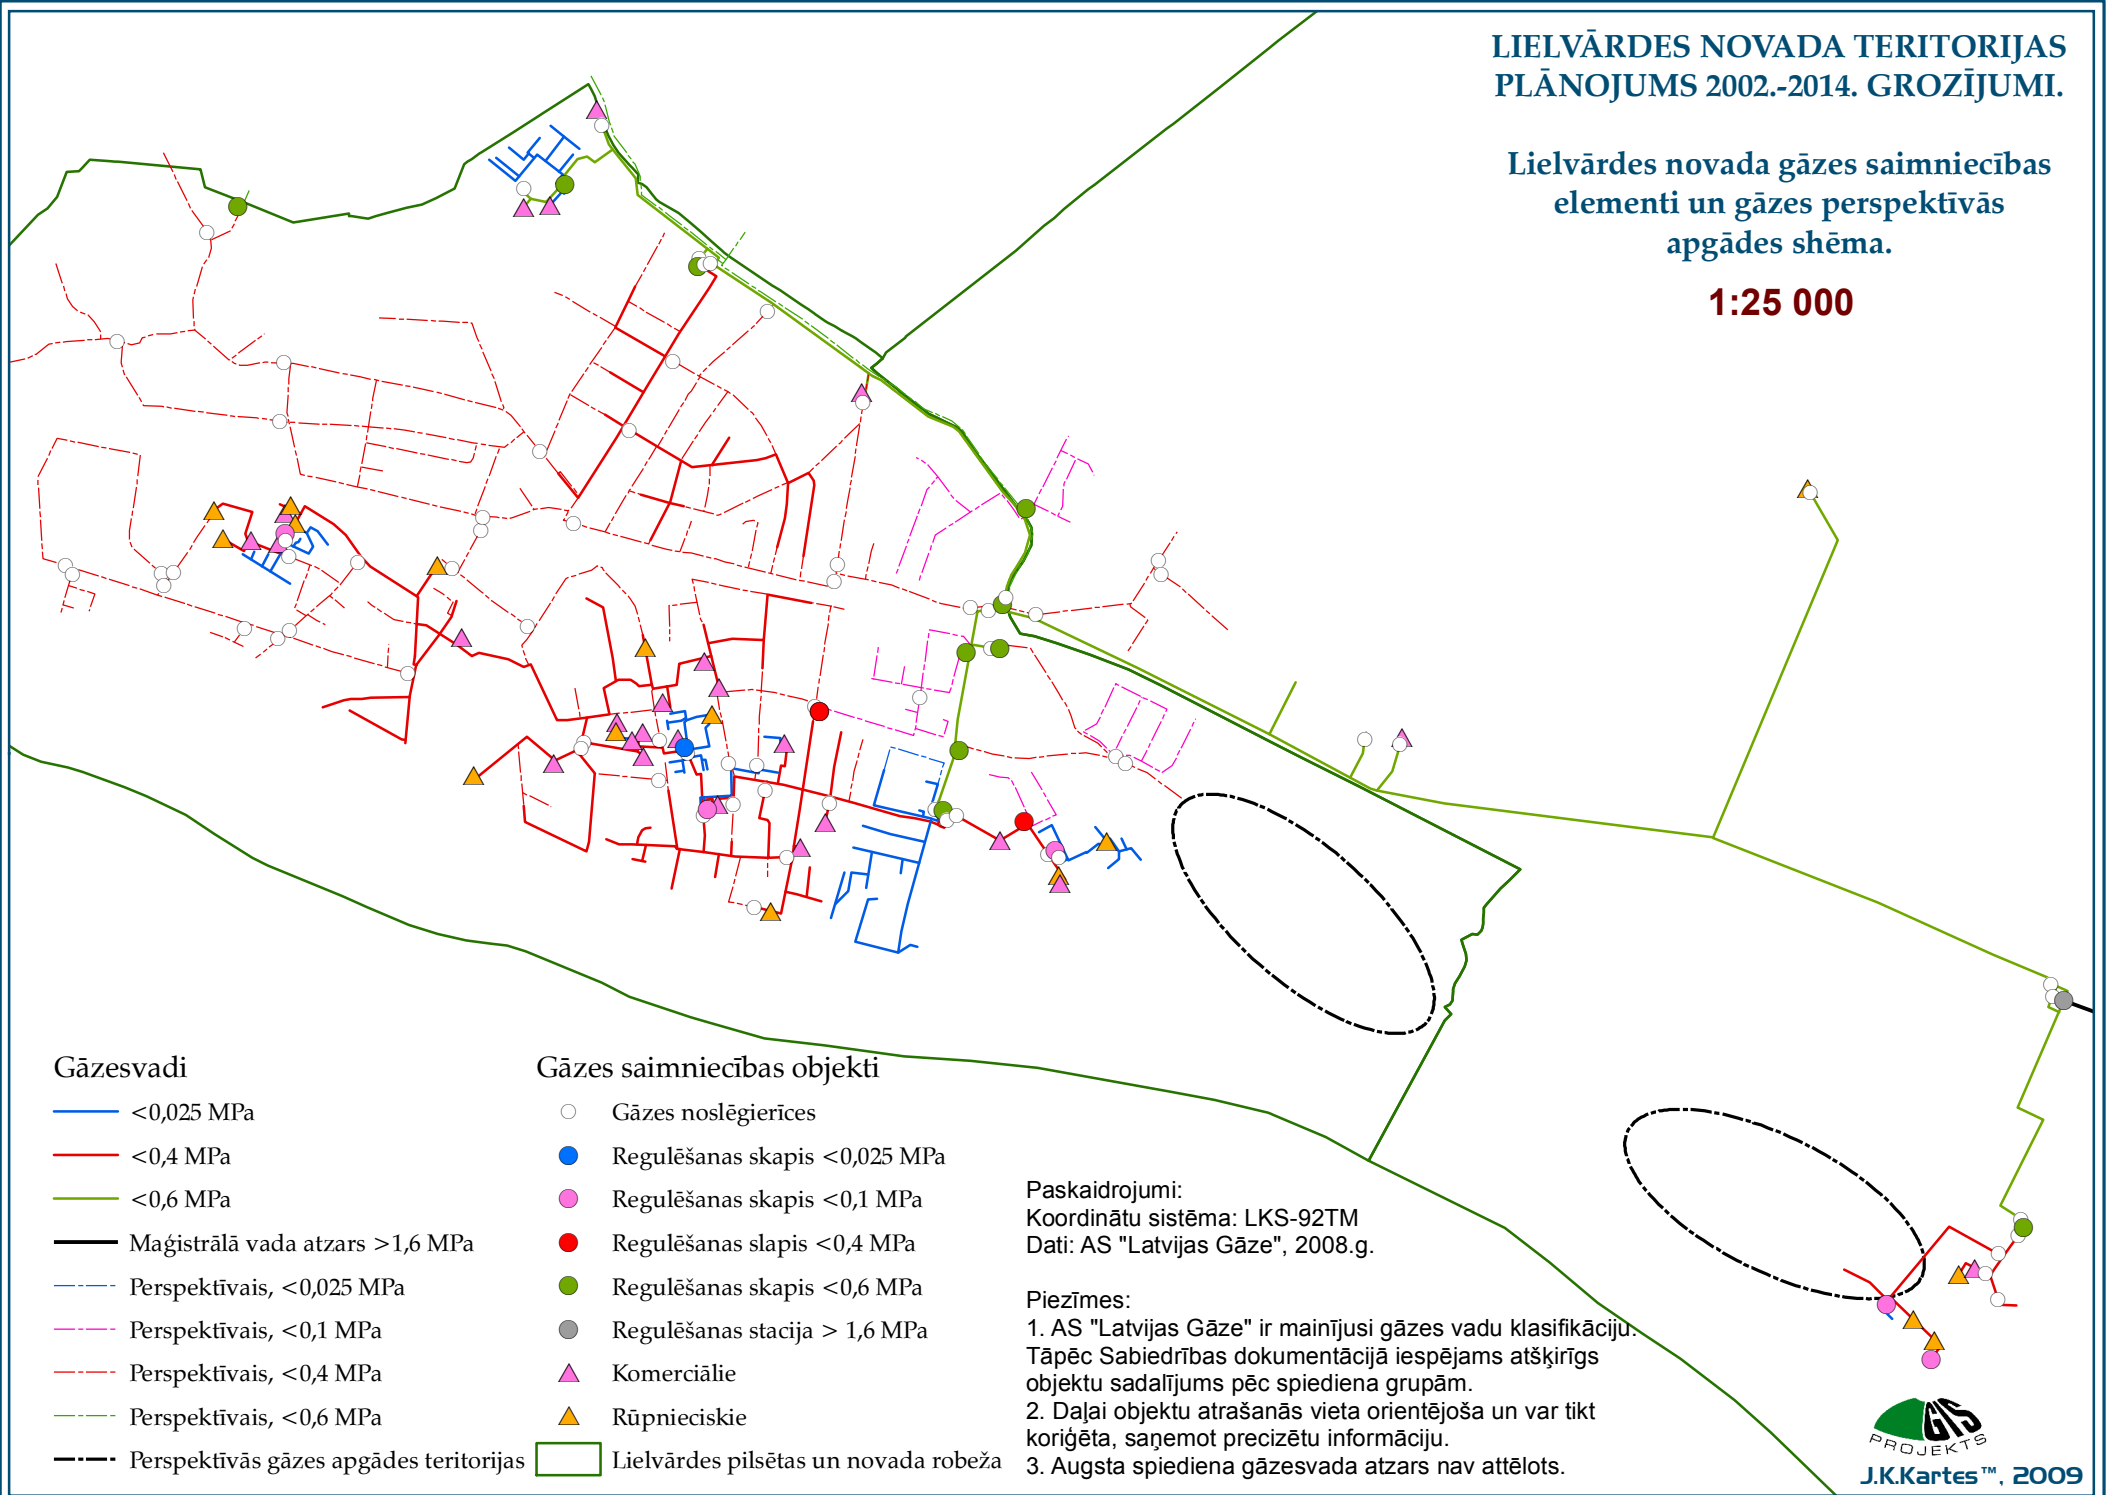 LIELVĀRDES NOVADA TERITORIJAS
PLĀNOJUMS 2002.-2014. GROZĪJUMI.
Lielvārdes novada gāzes saimniecības
elementi un gāzes perspektīvās
apgādes shēma.
1:25 000
Gāzesvadi
<0,025 MPa
<0,4 MPa
<0,6 MPa
Maģistrālā vada atzars >1,6 MPa
Perspektīvais, <0,025 MPa
Perspektīvais, <0,1 MPa
Perspektīvais, <0,4 MPa
Perspektīvais, <0,6 MPa
Perspektīvās gāzes apgādes teritorijas
Gāzes saimniecības objekti
Gāzes noslēgierīces
Regulēšanas skapis <0,025 MPa
Regulēšanas skapis <0,1 MPa
Regulēšanas slapis <0,4 MPa
Regulēšanas skapis <0,6 MPa
Regulēšanas stacija > 1,6 MPa
Komerciālie
Rūpnieciskie
Lielvārdes pilsētas un novada robeža
Paskaidrojumi:
Koordinātu sistēma: LKS-92TM
Dati: AS "Latvijas Gāze", 2008.g.
Piezīmes:
1. AS "Latvijas Gāze" ir mainījusi gāzes vadu klasifikāciju.
Tāpēc Sabiedrības dokumentācijā iespējams atšķirīgs
objektu sadalījums pēc spiediena grupām.
2. Daļai objektu atrašanās vieta orientējoša un var tikt
koriģēta, saņemot precizētu informāciju.
3. Augsta spiediena gāzesvada atzars nav attēlots.
GIS
PROJEKTS
J.K.Kartes™, 2009